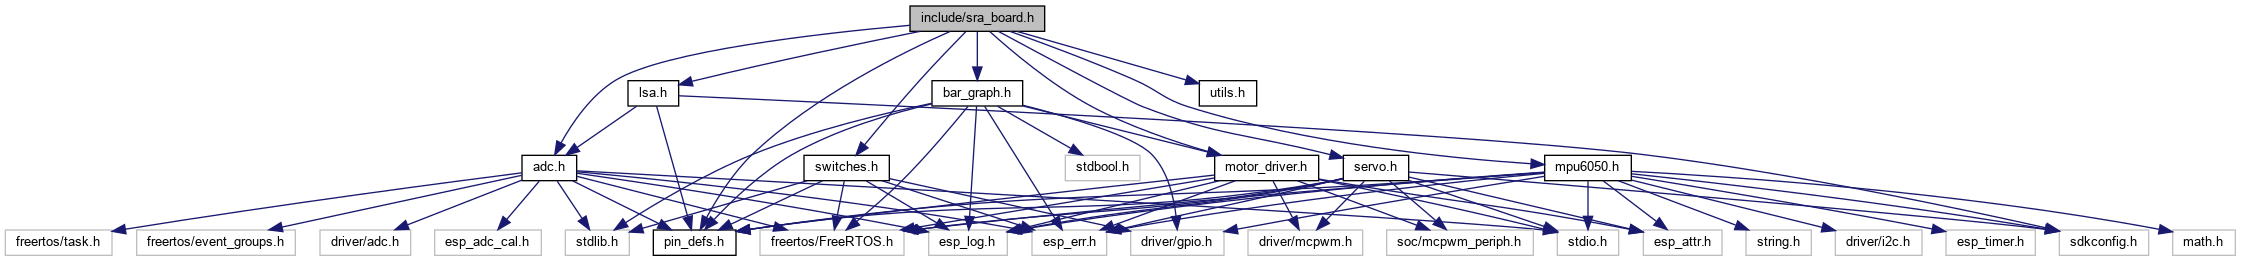 include/sra_board.h
lsa.h
bar_graph.h
utils.h
adc.h
switches.h
stdbool.h
motor_driver.h
servo.h
mpu6050.h
freertos/task.h
freertos/event_groups.h
driver/adc.h
esp_adc_cal.h
stdlib.h
pin_defs.h
freertos/FreeRTOS.h
esp_log.h
esp_err.h
driver/gpio.h
driver/mcpwm.h
soc/mcpwm_periph.h
stdio.h
esp_attr.h
string.h
driver/i2c.h
esp_timer.h
sdkconfig.h
math.h